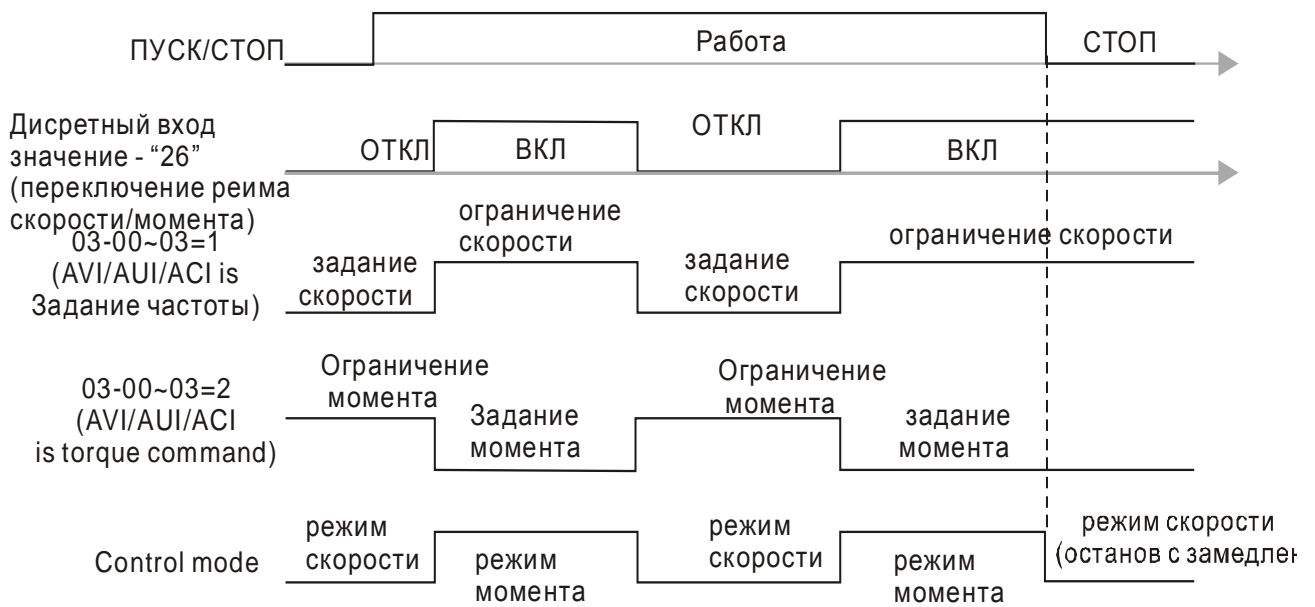 ПУСК/СТОП
Работа
СТОП
Дисретный вход
значение - “26”
(переключение реима
скорости/момента)
ОТКЛ
ВКЛ
ОТКЛ
ВКЛ
03-00~03=1
(AVI/AUI/ACI is
Задание частоты)
задание
скорости
ограничение
скорости
задание
скорости
ограничение скорости
03-00~03=2
(AVI/AUI/ACI
is torque command)
Ограничение
момента
Задание
момента
Ограничение
момента
задание
момента
Control mode
режим
скорости
режим
момента
режим
скорости
режим
момента
режим скорости
(останов с замедлен